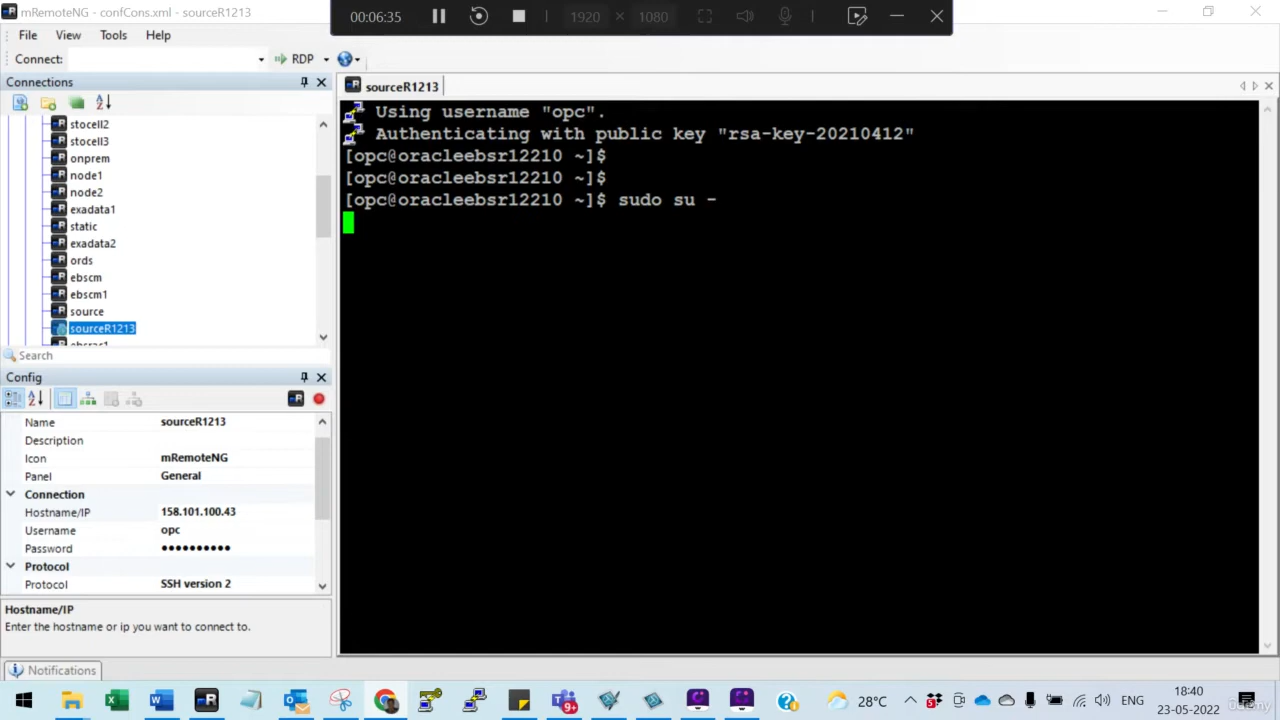 mRemoteNG - confCons.xml - sourceR1213
00:06:35
1920 × 1080
File View Tools Help
Connect:
RDP
Connections
sourceR1213
stocell2
stocell3
onprem
node1
node2
exadata1
static
exadata2
ords
ebscm
ebscm1
source
sourceR1213
ebsrac1
Search
Config
Name sourceR1213
Description
Icon mRemoteNG
Panel General
Connection
Hostname/IP 158.101.100.43
Username opc
Password ●●●●●●●●●●
Protocol
Protocol SSH version 2
Hostname/IP
Enter the hostname or ip you want to connect to.
Notifications
Using username "opc".
Authenticating with public key "rsa-key-20210412"
[opc@oracleebsr12210 ~]$
[opc@oracleebsr12210 ~]$
[opc@oracleebsr12210 ~]$ sudo su -
9+
28°C
ENG
18:40
23-05-2022
Udemy